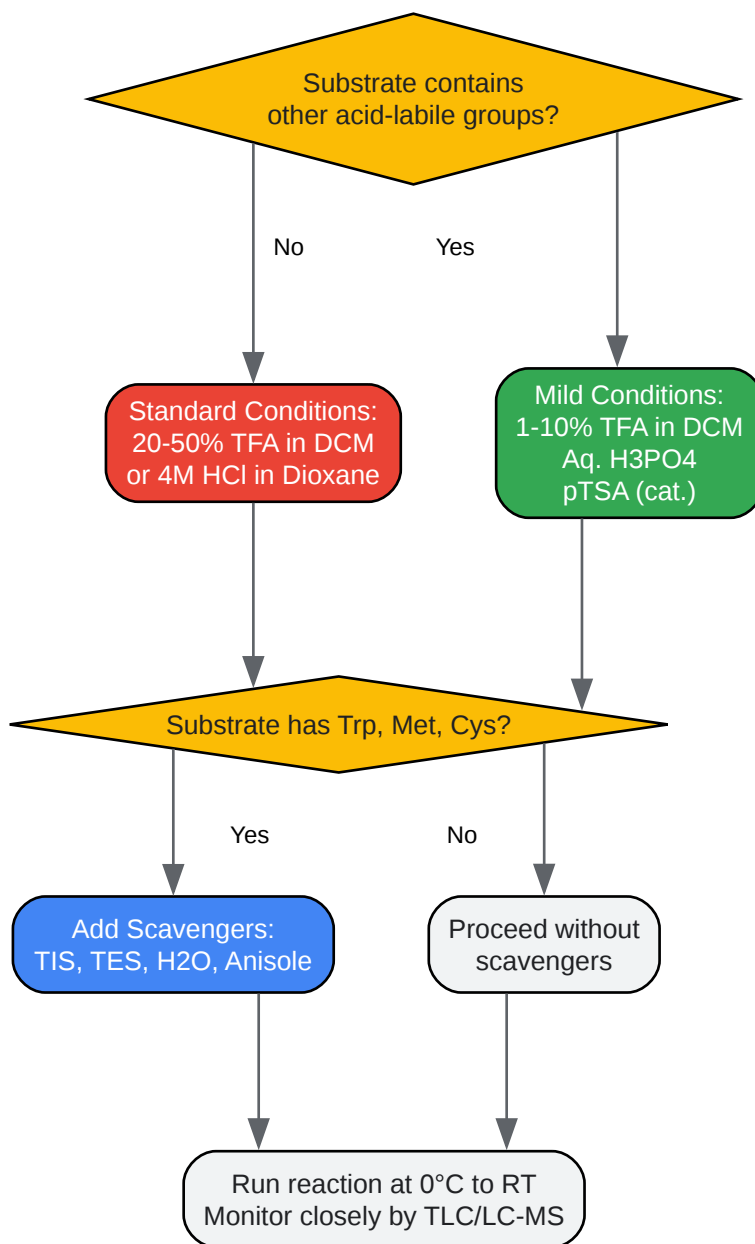 Substrate contains
other acid-labile groups?
No
Yes
Standard Conditions:
20-50% TFA in DCM
or 4M HCl in Dioxane
Mild Conditions:
1-10% TFA in DCM
Aq. H3PO4
pTSA (cat.)
Substrate has Trp, Met, Cys?
Yes
No
Add Scavengers:
TIS, TES, H2O, Anisole
Proceed without
scavengers
Run reaction at 0°C to RT
Monitor closely by TLC/LC-MS